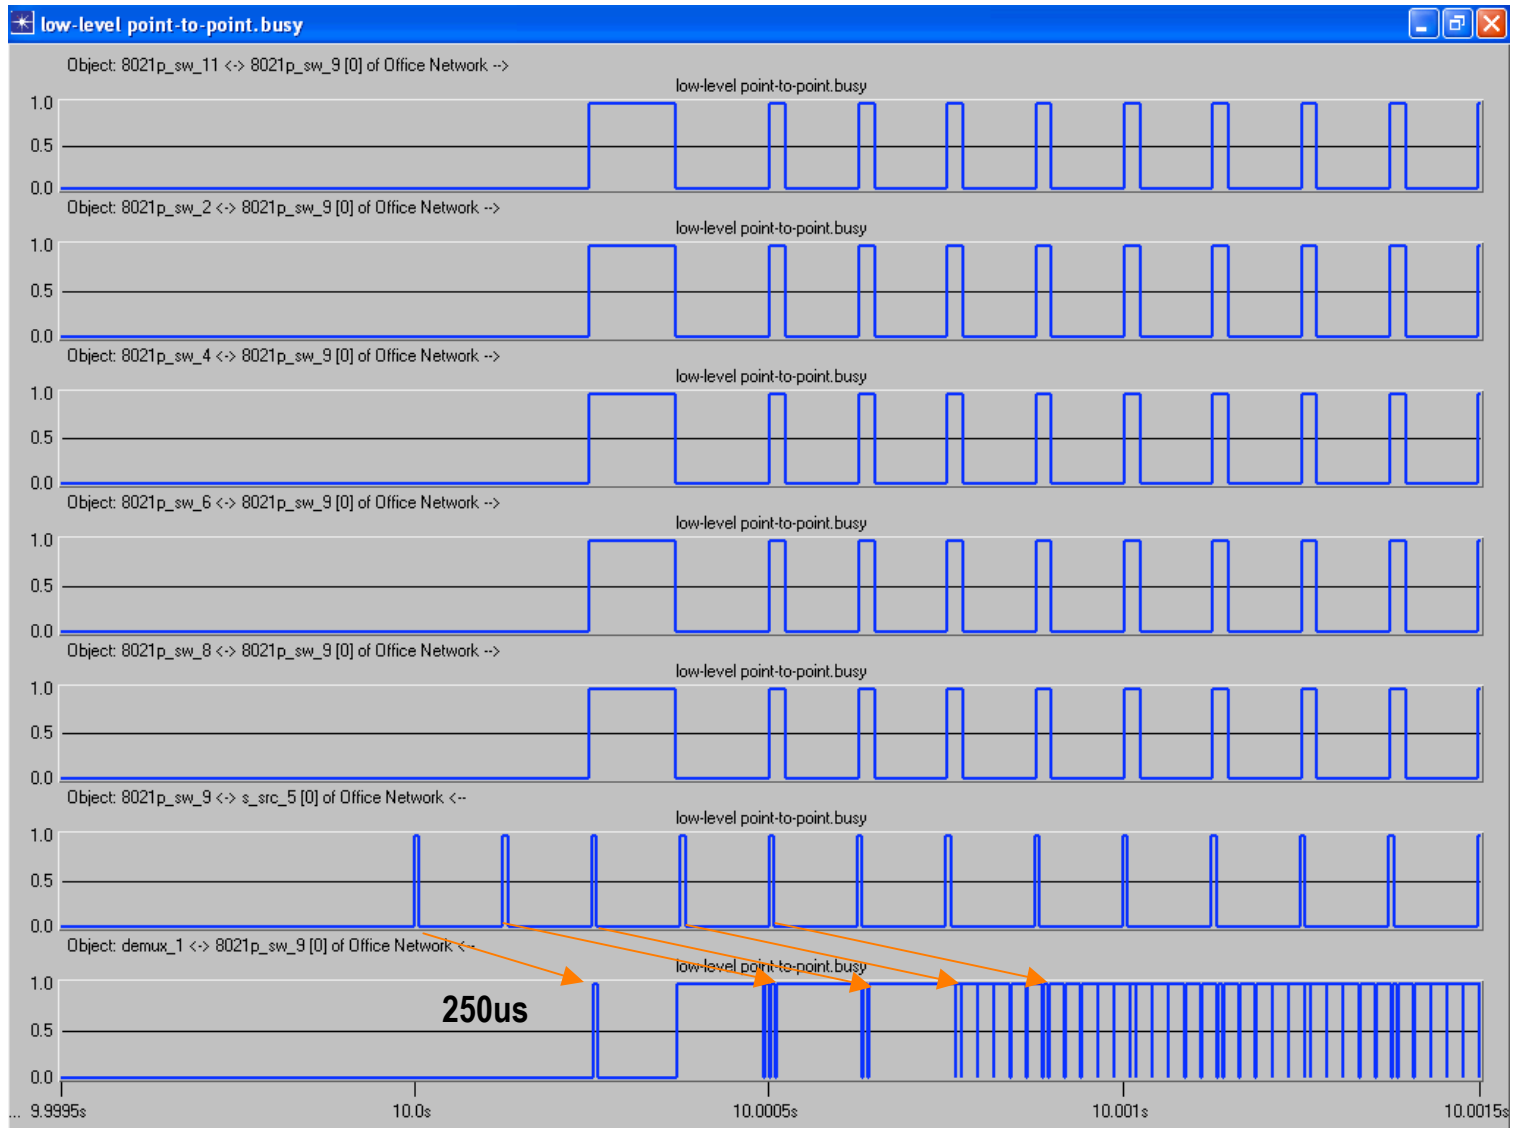 low-level point-to-point.busy
Object: 8021p_sw_11 <-> 8021p_sw_9 [0] of Office Network -->
low-level point-to-point.busy
1.0
0.5
0.0
Object: 8021p_sw_2 <-> 8021p_sw_9 [0] of Office Network -->
low-level point-to-point.busy
1.0
0.5
0.0
Object: 8021p_sw_4 <-> 8021p_sw_9 [0] of Office Network -->
low-level point-to-point.busy
1.0
0.5
0.0
Object: 8021p_sw_6 <-> 8021p_sw_9 [0] of Office Network -->
low-level point-to-point.busy
1.0
0.5
0.0
Object: 8021p_sw_8 <-> 8021p_sw_9 [0] of Office Network -->
low-level point-to-point.busy
1.0
0.5
0.0
Object: 8021p_sw_9 <-> s_src_5 [0] of Office Network <--
low-level point-to-point.busy
1.0
0.5
0.0
Object: demux_1 <-> 8021p_sw_9 [0] of Office Network <--
low-level point-to-point.busy
1.0
250us
0.5
0.0
... 9.9995s 10.0s 10.0005s 10.001s 10.0015s